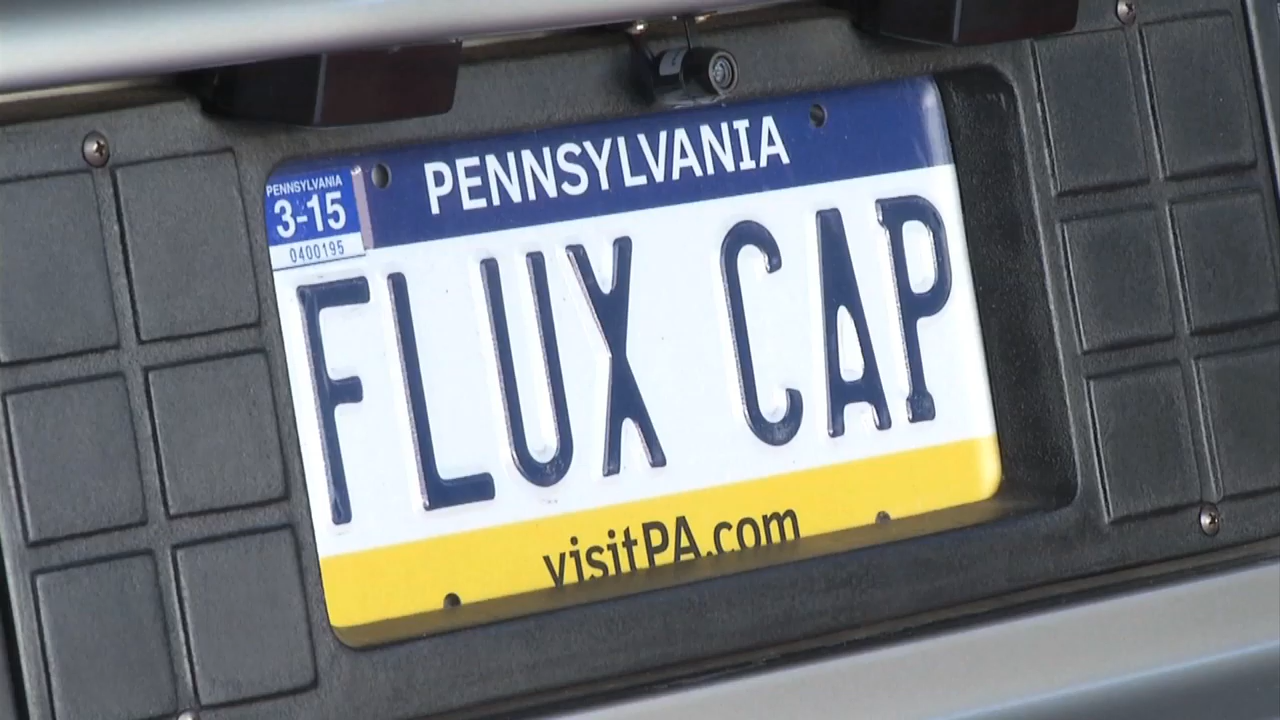 PENNSYLVANIA
PENNSYLVANIA
3-15
0400195
FLUX CAP
visitPA.com